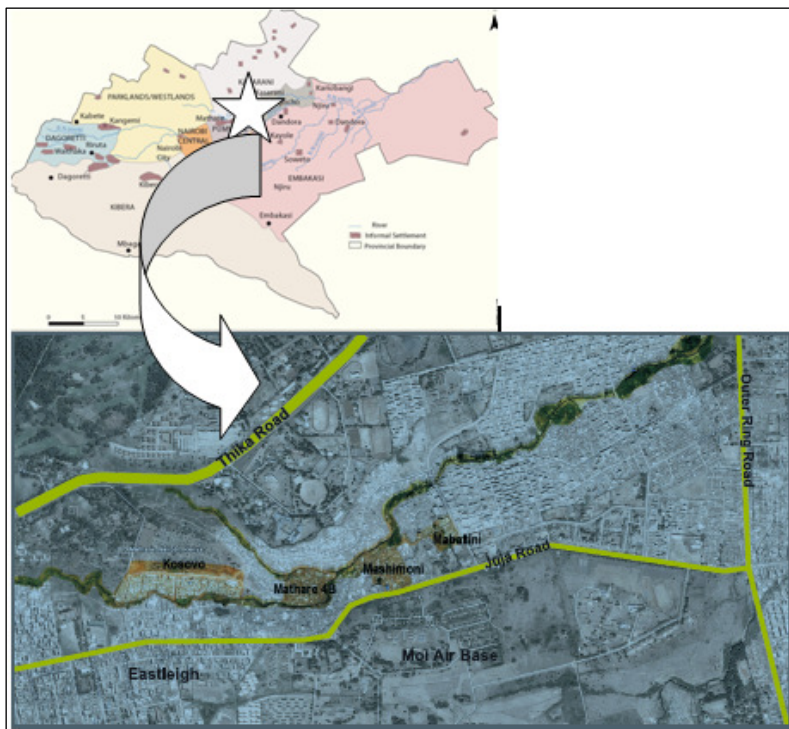 PARKLANDS/WESTLANDS
Kariobangi
Kabete
Kangemi
Njiru
Dandora
Dandora
DAGORETTI
Riruta
NAIROBI
CENTRAL
Nairobi
City
Kayole
Soweto
Dagoretti
EMBAKASI
Njiru
KIBERA
Embakasi
River
Informal Settlement
Provincial Boundary
0 5
Thika Road
Outer Ring Road
Mabatini
Juja Road
Kosovo
Mashimoni
Mathare 4B
Moi Air Base
Eastleigh